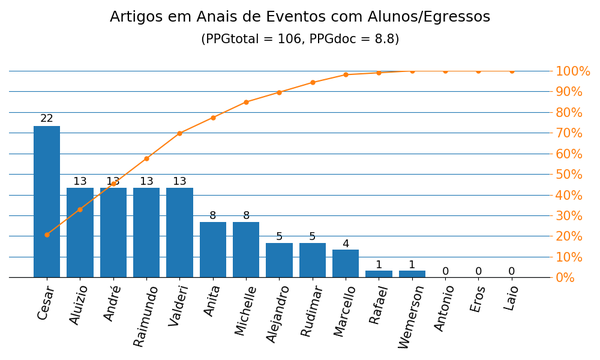 Artigos em Anais de Eventos com Alunos/Egressos
(PPGtotal = 106, PPGdoc = 8.8)
100%
90%
80%
70%
60%
50%
40%
30%
20%
10%
0%
22
13
13
13
13
8
8
5
5
4
1
1
0
0
0
Cesar
Aluizio
André
Raimundo
Valderi
Anita
Michelle
Alejandro
Rudimar
Marcello
Rafael
Wemerson
Antonio
Eros
Laio